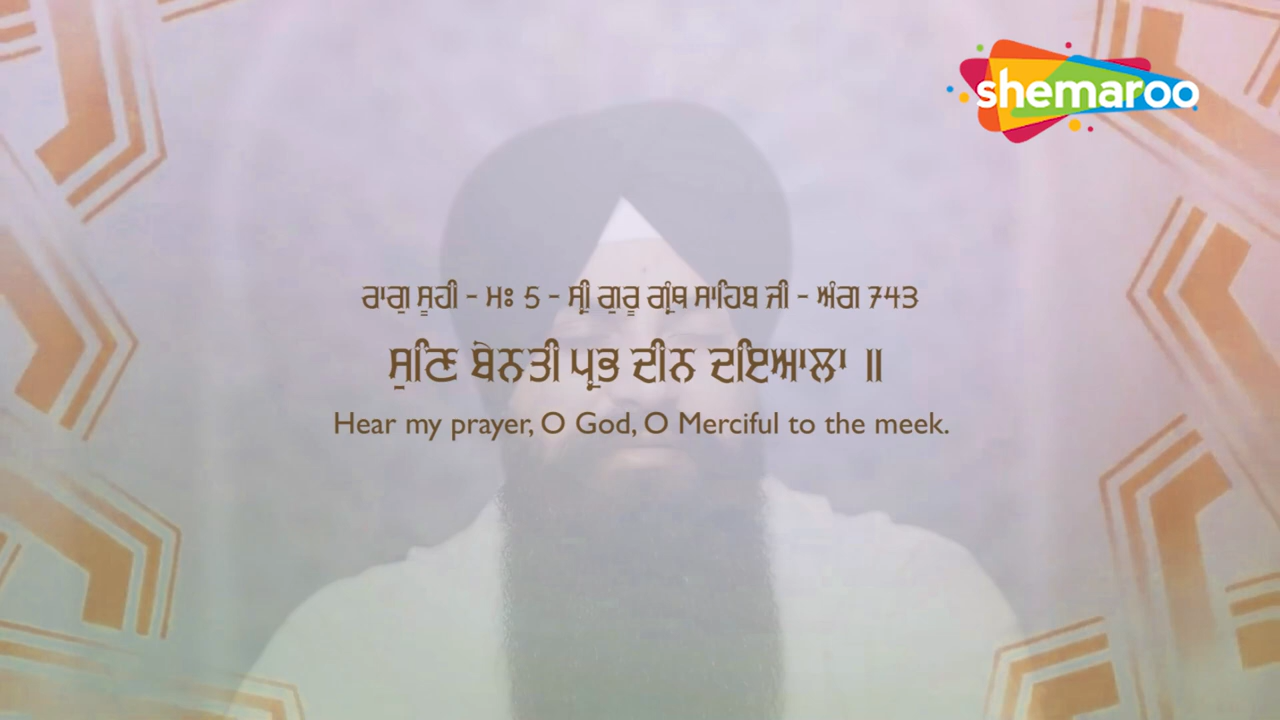 shemaroo
ਰਾਗੁ ਸੂਹੀ - ਮਃ 5 - ਸ੍ਰੀ ਗੁਰੂ ਗ੍ਰੰਥ ਸਾਹਿਬ ਜੀ - ਅੰਗ 743
ਸੁਣਿ ਬੇਨਤੀ ਪ੍ਰਭ ਦੀਨ ਦਇਆਲਾ ॥
Hear my prayer, O God, O Merciful to the meek.